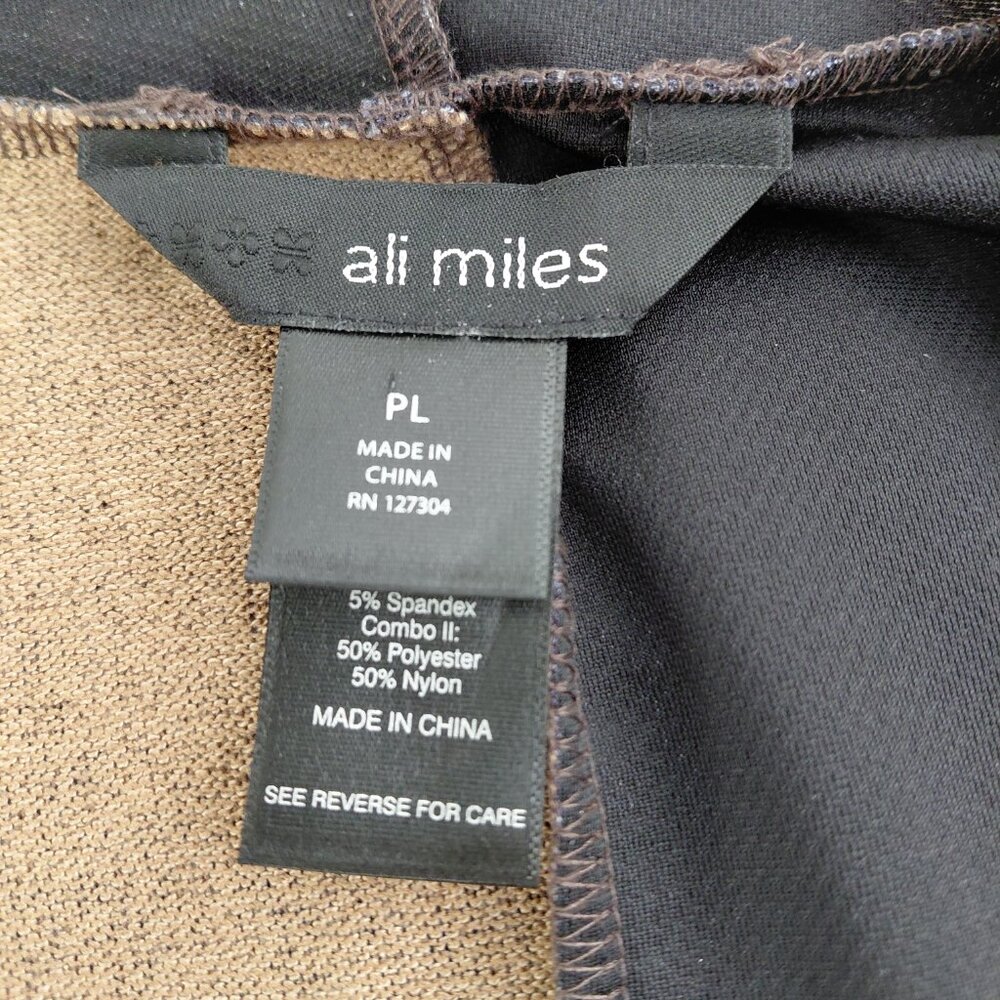 ali miles
PL
MADE IN
CHINA
RN 127304
5% Spandex
Combo II:
50% Polyester
50% Nylon
MADE IN CHINA
SEE REVERSE FOR CARE